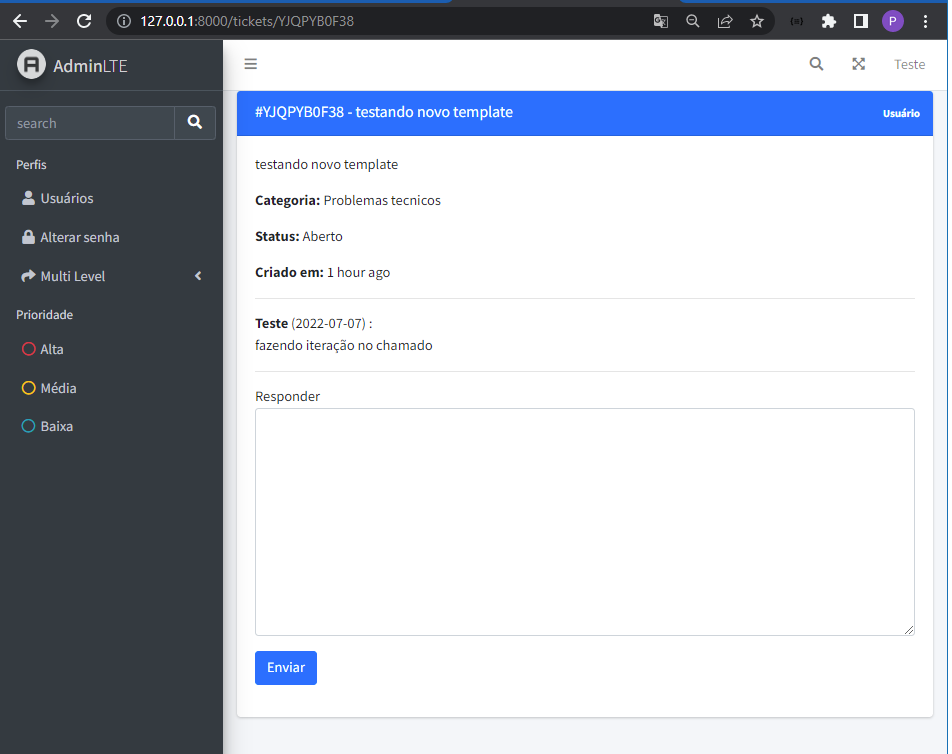 127.0.0.1:8000/tickets/YJQPYB0F38
P
AdminLTE
Teste
search
Perfis
Usuários
Alterar senha
Multi Level
Prioridade
Alta
Média
Baixa
#YJQPYB0F38 - testando novo template
Usuário
testando novo template
Categoria: Problemas tecnicos
Status: Aberto
Criado em: 1 hour ago
Teste (2022-07-07) :
fazendo iteração no chamado
Responder
Enviar